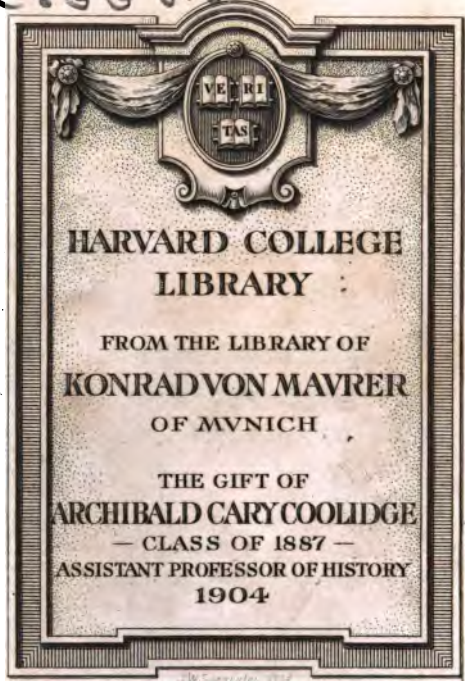 VE RI
TAS
HARVARD COLLEGE
LIBRARY
FROM THE LIBRARY OF
KONRAD VON MAVRER
OF MVNICH
THE GIFT OF
ARCHIBALD CARY COOLIDGE
— CLASS OF 1887 —
ASSISTANT PROFESSOR OF HISTORY
1904